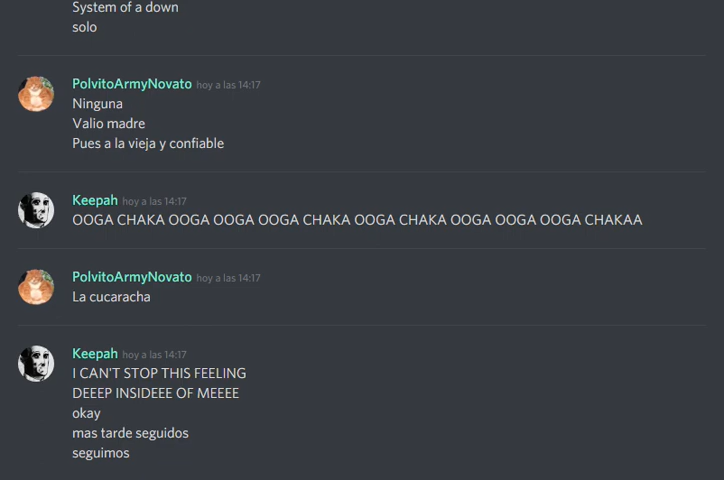 System of a down
solo
PolvitoArmyNovato hoy a las 14:17
Ninguna
Valio madre
Pues a la vieja y confiable
Keepah hoy a las 14:17
OOGA CHAKA OOGA OOGA OOGA CHAKA OOGA CHAKA OOGA OOGA OOGA CHAKAA
PolvitoArmyNovato hoy a las 14:17
La cucaracha
Keepah hoy a las 14:17
I CAN'T STOP THIS FEELING
DEEEP INSIDEEE OF MEEEE
okay
mas tarde seguidos
seguimos